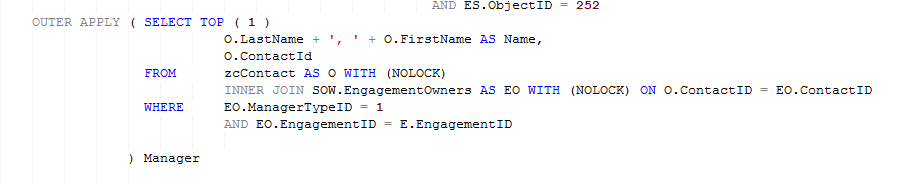 AND ES.ObjectID = 252
OUTER APPLY ( SELECT TOP ( 1 )
O.LastName + ', ' + O.FirstName AS Name,
O.ContactId
FROM zcContact AS O WITH (NOLOCK)
INNER JOIN SOW.EngagementOwners AS EO WITH (NOLOCK) ON O.ContactID = EO.ContactID
WHERE EO.ManagerTypeID = 1
AND EO.EngagementID = E.EngagementID
) Manager